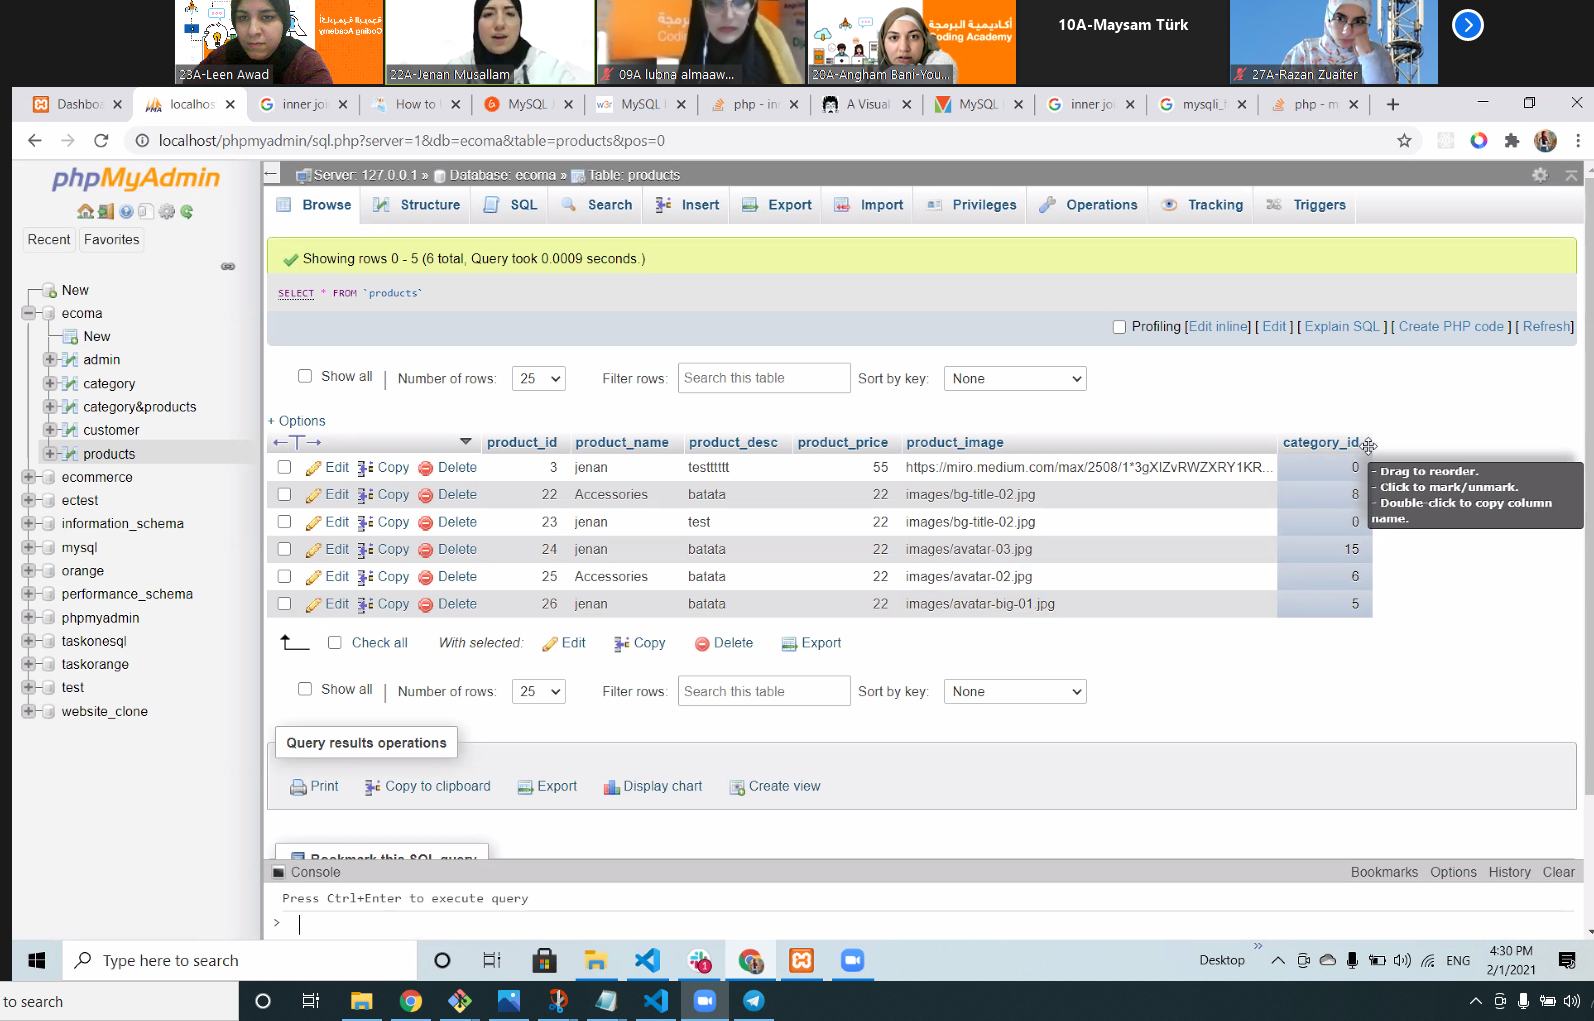 عجمربلا ةيميداكأ
Coding Academy
23A-Leen Awad
22A-Jenan Musallam
09A lubna almaaw...
أكاديمية البرمجة
Coding Academy
20A-Angham Bani-You...
10A-Maysam Türk
27A-Razan Zuaiter
Dashboa
localhos
inner joi
How to
MySQL
MySQL
php - in
A Visual
MySQL
inner jo
mysqli_f
php - m
localhost/phpmyadmin/sql.php?server=1&db=ecoma&table=products&pos=0
phpMyAdmin
Recent
Favorites
New
ecoma
New
admin
category
category&products
customer
products
ecommerce
ectest
information_schema
mysql
orange
performance_schema
phpmyadmin
taskonesql
taskorange
test
website_clone
Server: 127.0.0.1 » Database: ecoma » Table: products
Browse Structure SQL Search Insert Export Import Privileges Operations Tracking Triggers
Showing rows 0 - 5 (6 total, Query took 0.0009 seconds.)
SELECT * FROM `products`
Profiling [Edit inline] [ Edit ] [ Explain SQL ] [ Create PHP code ] [ Refresh]
Show all | Number of rows: 25 Filter rows: Search this table Sort by key: None
+ Options
product_id product_name product_desc product_price product_image category_id
Edit Copy Delete 3 jenan testttttt 55 https://miro.medium.com/max/2508/1*3gXlZvRWZXRY1KR... 0
Edit Copy Delete 22 Accessories batata 22 images/bg-title-02.jpg 8
Edit Copy Delete 23 jenan test 22 images/bg-title-02.jpg 0
Edit Copy Delete 24 jenan batata 22 images/avatar-03.jpg 15
Edit Copy Delete 25 Accessories batata 22 images/avatar-02.jpg 6
Edit Copy Delete 26 jenan batata 22 images/avatar-big-01.jpg 5
- Drag to reorder.
- Click to mark/unmark.
- Double-click to copy column
name.
Check all With selected: Edit Copy Delete Export
Show all | Number of rows: 25 Filter rows: Search this table Sort by key: None
Query results operations
Print Copy to clipboard Export Display chart Create view
Bookmark this SQL query
Console Bookmarks Options History Clear
Press Ctrl+Enter to execute query
>
Type here to search
Desktop
ENG
4:30 PM
2/1/2021
to search